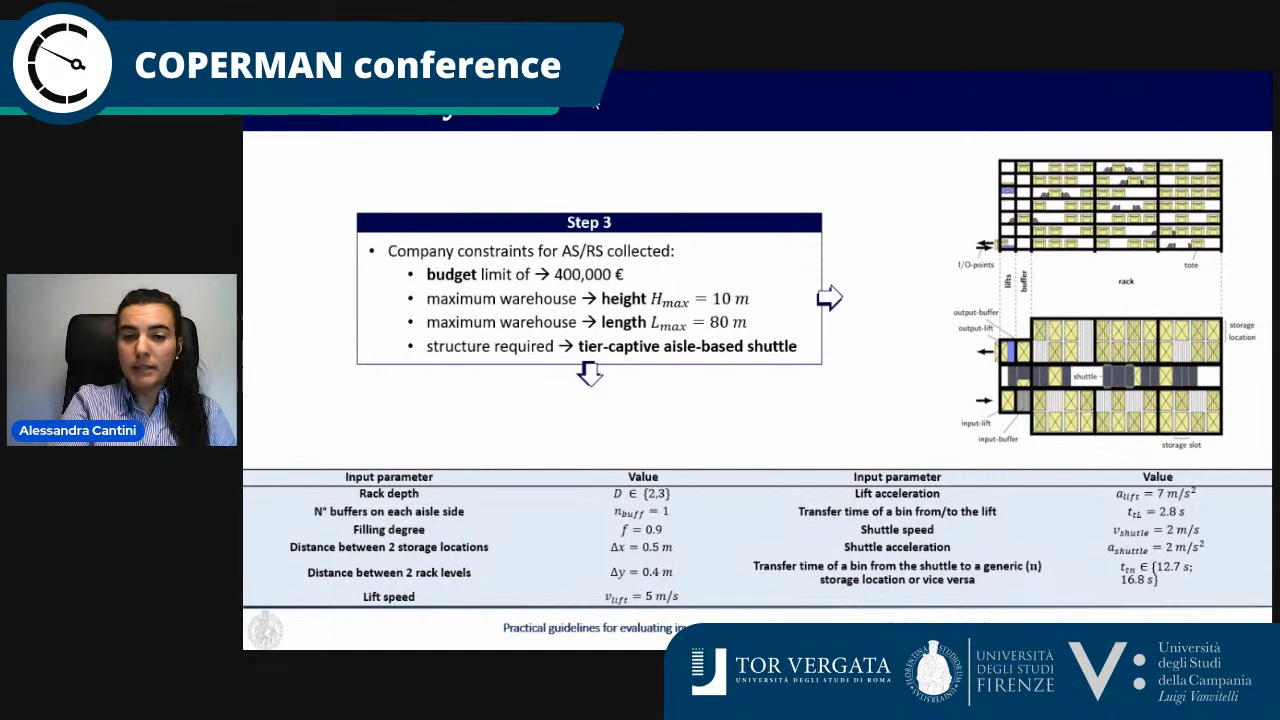 COPERMAN conference
Step 3
• Company constraints for AS/RS collected:
• budget limit of → 400,000 €
• maximum warehouse → height H_max = 10 m
• maximum warehouse → length L_max = 80 m
• structure required → tier-captive aisle-based shuttle
I/O-points
tote
lifts
buffer
rack
output-buffer
output-lift
storage
location
shuttle
input-lift
input-buffer
storage slot
Alessandra Cantini
Input parameter Value Input parameter Value
Rack depth D ∈ {2,3} Lift acceleration a_lift = 7 m/s²
N° buffers on each aisle side n_buff = 1 Transfer time of a bin from/to the lift t_tL = 2.8 s
Filling degree f = 0.9 Shuttle speed v_shuttle = 2 m/s
Distance between 2 storage locations Δx = 0.5 m Shuttle acceleration a_shuttle = 2 m/s²
Distance between 2 rack levels Δy = 0.4 m Transfer time of a bin from the shuttle to a generic (n) t_tn ∈ {12.7 s;
storage location or vice versa 16.8 s}
Lift speed v_lift = 5 m/s
Practical guidelines for evaluating
TOR VERGATA
UNIVERSITÀ DEGLI STUDI DI ROMA
UNIVERSITÀ
DEGLI STUDI
FIRENZE
V:
Università
degli Studi
della Campania
Luigi Vanvitelli